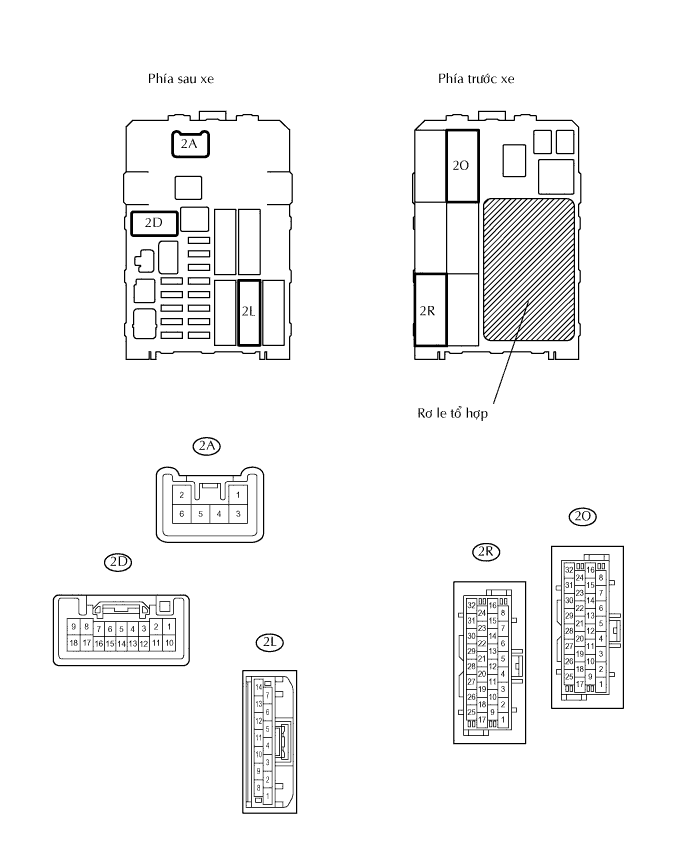 Phía sau xe
Phía trước xe
2A
2D
2L
2O
2R
Rơ le tổ hợp
2A
2 1
6 5 4 3
2D
9 8 7 6 5 4 3 2 1
18 17 16 15 14 13 12 11 10
2L
14 7
13 6
12 5
11 4
10 3
9 2
8 1
2R
32 24 16 8
31 23 15 7
30 22 14 6
29 21 13 5
28 20 12 4
27 19 11 3
26 18 10 2
25 17 9 1
2O
32 24 16 8
31 23 15 7
30 22 14 6
29 21 13 5
28 20 12 4
27 19 11 3
26 18 10 2
25 17 9 1